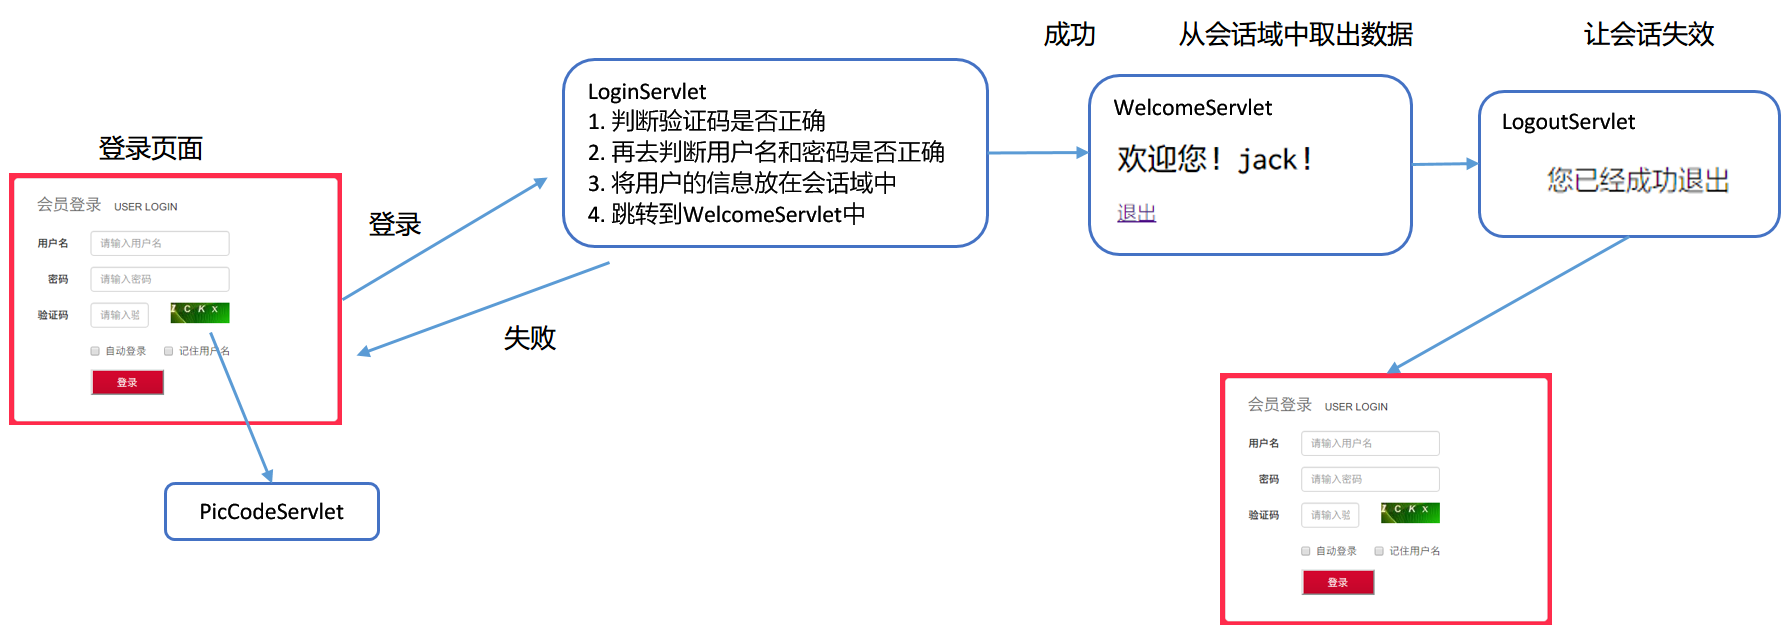 成功
从会话域中取出数据
让会话失效
登录页面
会员登录 USER LOGIN
用户名 请输入用户名
密码 请输入密码
验证码 请输入验
Z C K X
自动登录 记住用户名
登录
PicCodeServlet
登录
失败
LoginServlet
1. 判断验证码是否正确
2. 再去判断用户名和密码是否正确
3. 将用户的信息放在会话域中
4. 跳转到WelcomeServlet中
WelcomeServlet
欢迎您！jack！
退出
LogoutServlet
您已经成功退出
会员登录 USER LOGIN
用户名 请输入用户名
密码 请输入密码
验证码 请输入验
Z C K X
自动登录 记住用户名
登录